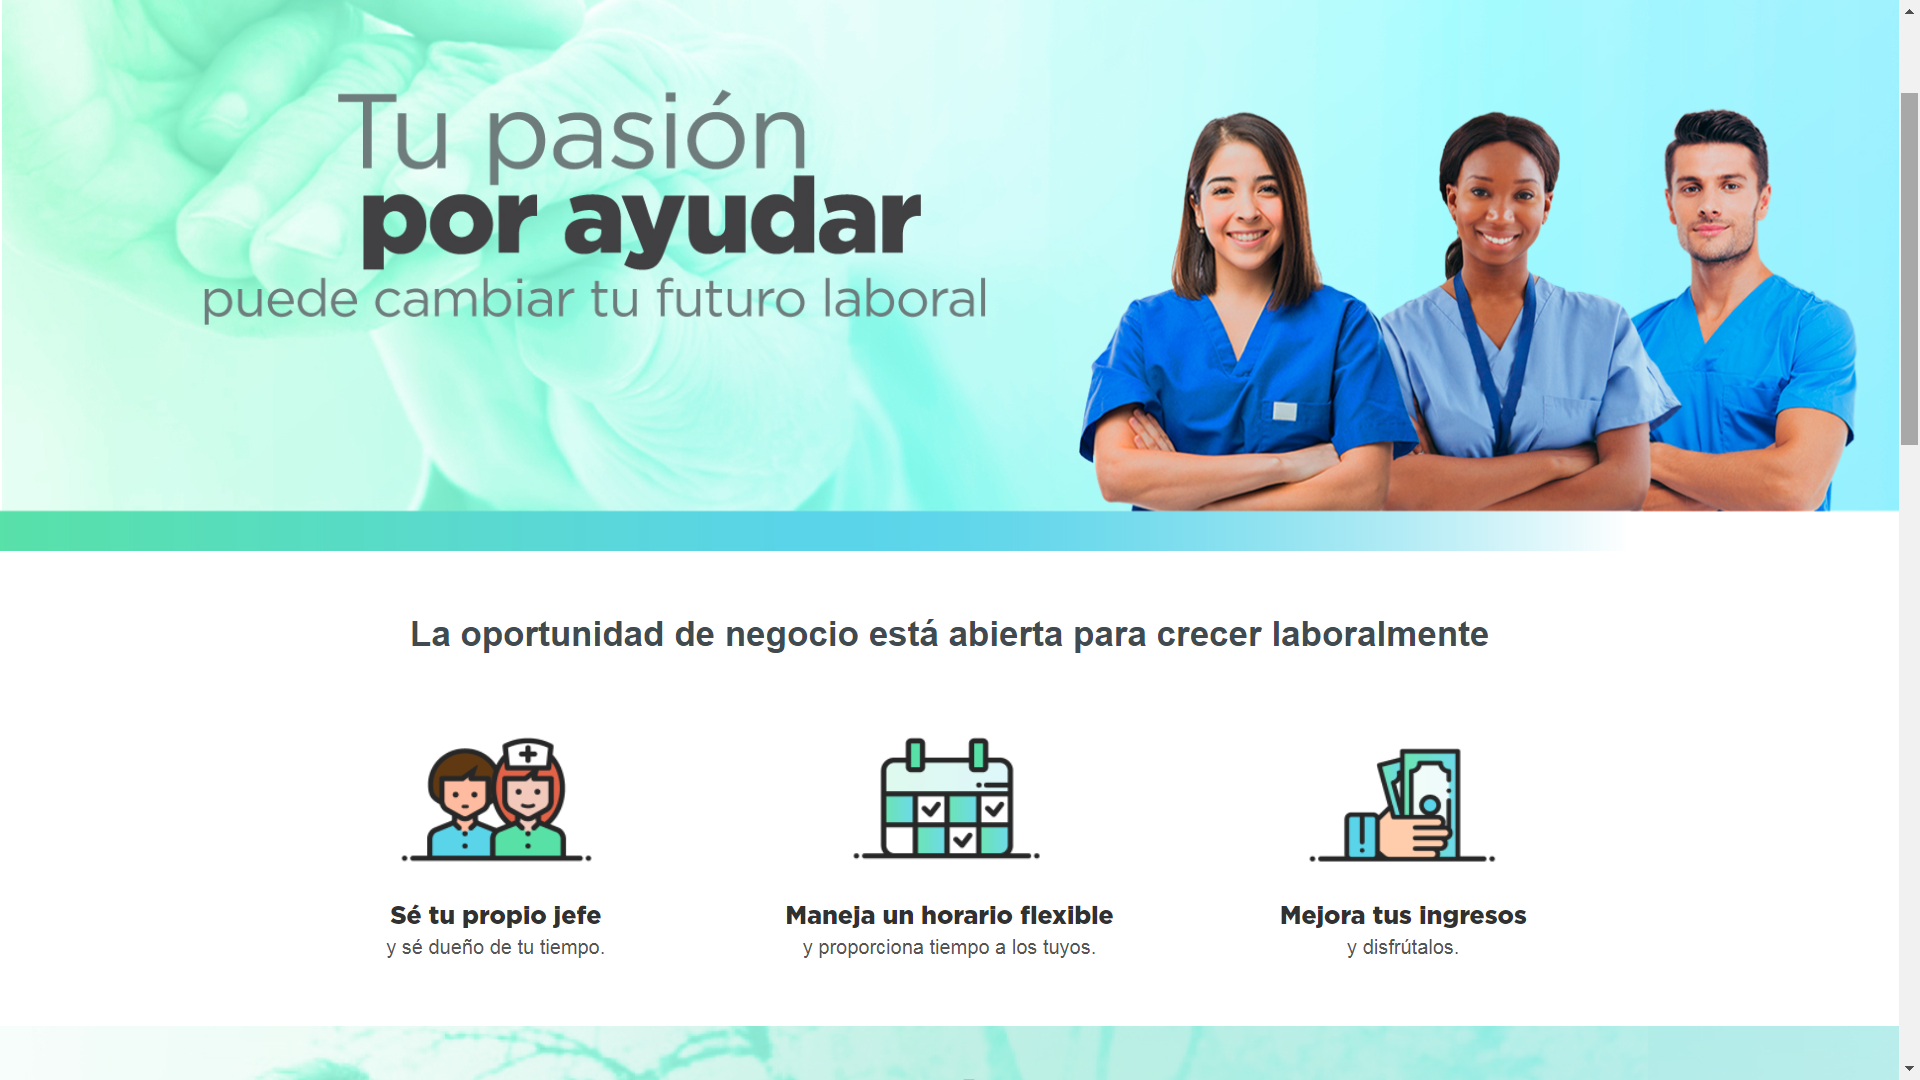 Tu pasión
por ayudar
puede cambiar tu futuro laboral
La oportunidad de negocio está abierta para crecer laboralmente
Sé tu propio jefe
y sé dueño de tu tiempo.
Maneja un horario flexible
y proporciona tiempo a los tuyos.
Mejora tus ingresos
y disfrútalos.